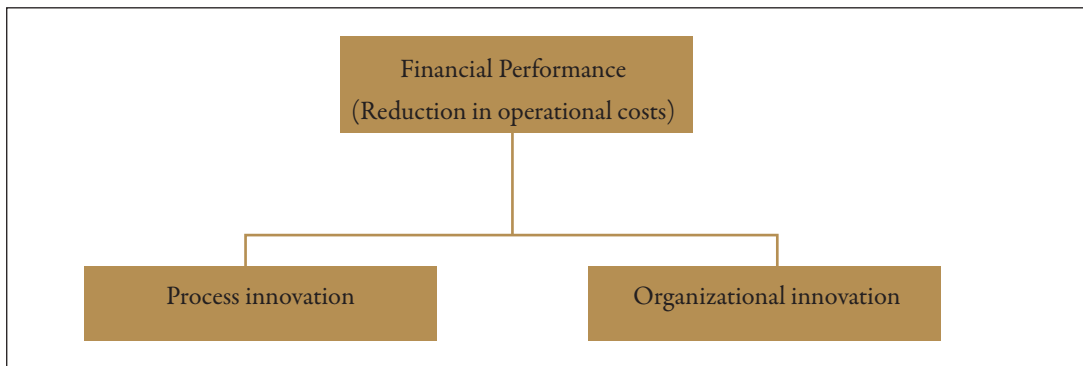 Financial Performance
(Reduction in operational costs)
Process innovation
Organizational innovation